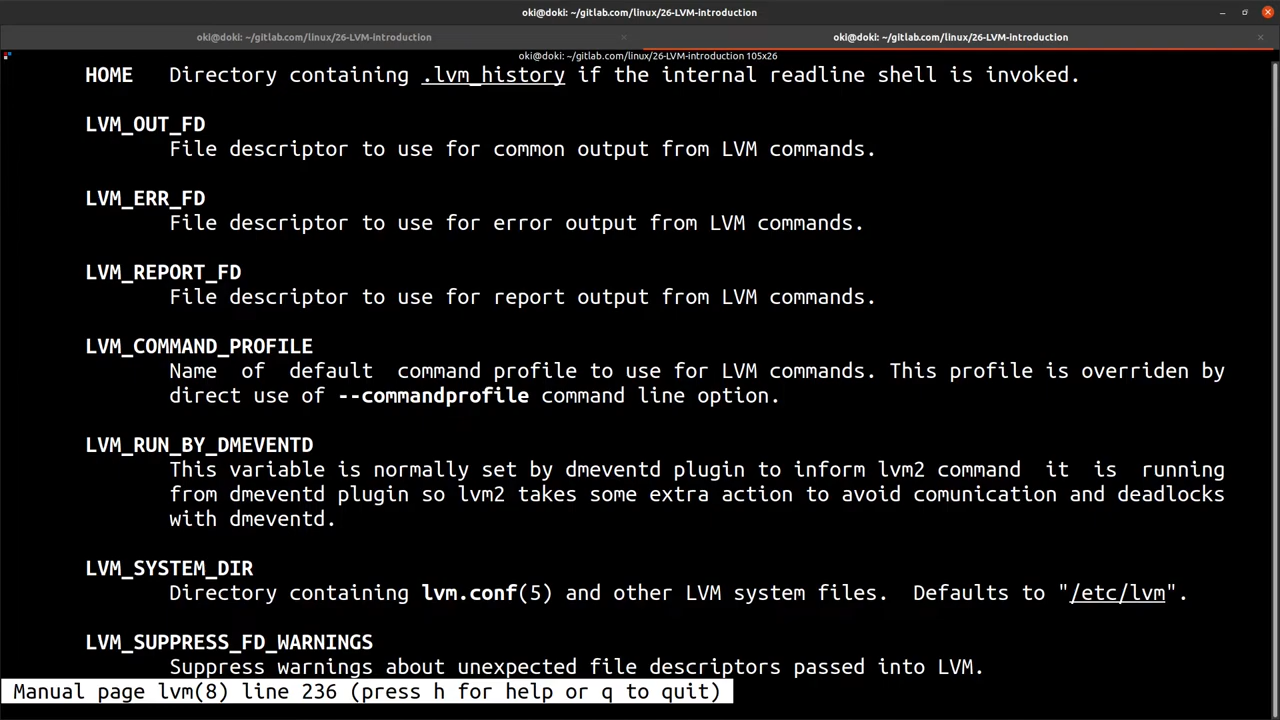 oki@doki: ~/gitlab.com/linux/26-LVM-introduction
oki@doki: ~/gitlab.com/linux/26-LVM-introduction
oki@doki: ~/gitlab.com/linux/26-LVM-introduction
oki@doki: ~/gitlab.com/linux/26-LVM-introduction 105x26
HOME Directory containing .lvm_history if the internal readline shell is invoked.
LVM_OUT_FD
File descriptor to use for common output from LVM commands.
LVM_ERR_FD
File descriptor to use for error output from LVM commands.
LVM_REPORT_FD
File descriptor to use for report output from LVM commands.
LVM_COMMAND_PROFILE
Name of default command profile to use for LVM commands. This profile is overriden by
direct use of --commandprofile command line option.
LVM_RUN_BY_DMEVENTD
This variable is normally set by dmeventd plugin to inform lvm2 command it is running
from dmeventd plugin so lvm2 takes some extra action to avoid comunication and deadlocks
with dmeventd.
LVM_SYSTEM_DIR
Directory containing lvm.conf(5) and other LVM system files. Defaults to "/etc/lvm".
LVM_SUPPRESS_FD_WARNINGS
Suppress warnings about unexpected file descriptors passed into LVM.
Manual page lvm(8) line 236 (press h for help or q to quit)